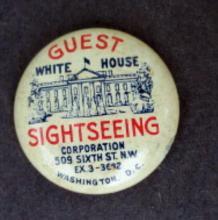 GUEST
WHITE HOUSE
SIGHTSEEING
CORPORATION
509 SIXTH ST. N.W.
EX. 3-3692
WASHINGTON, D. C.